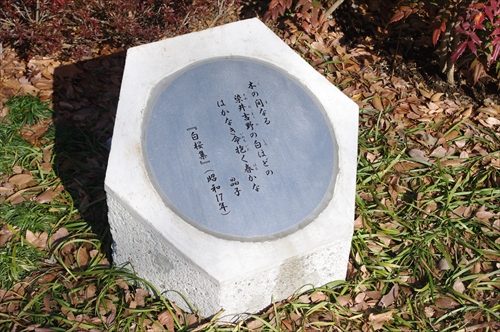 木の間なる
染井吉野の白ほどの
はかなき命抱く春かな
晶子
『白桜集』(昭和17年)